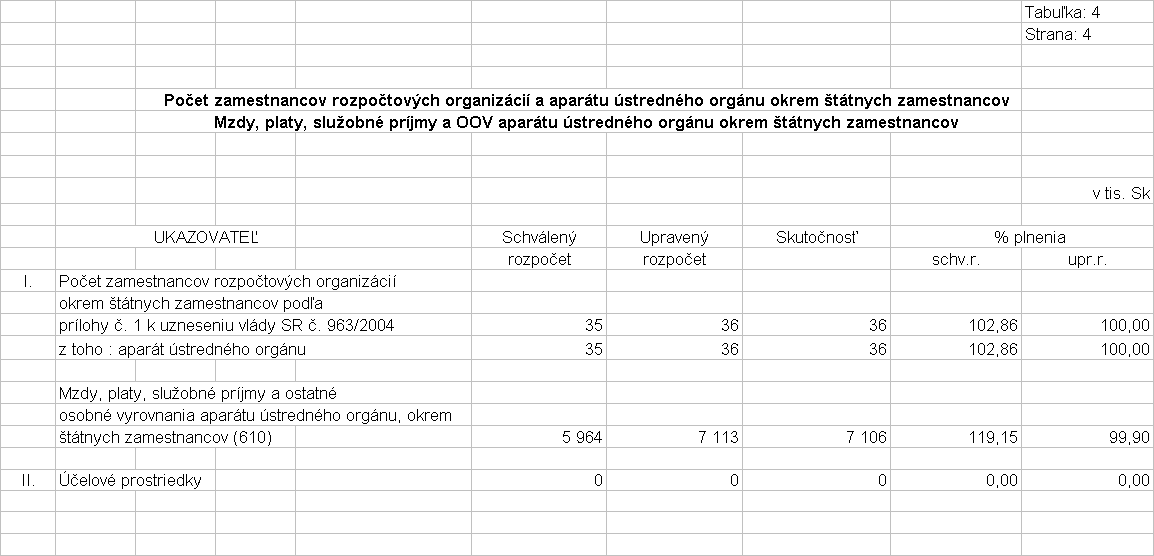 Tabuľka: 4
Strana: 4
Počet zamestnancov rozpočtových organizácií a aparátu ústredného orgánu okrem štátnych zamestnancov
Mzdy, platy, služobné príjmy a OOV aparátu ústredného orgánu okrem štátnych zamestnancov
v tis. Sk
UKAZOVATEĽ Schválený Upravený Skutočnosť % plnenia
rozpočet rozpočet schv.r. upr.r.
I. Počet zamestnancov rozpočtových organizácií
okrem štátnych zamestnancov podľa
prílohy č. 1 k uzneseniu vlády SR č. 963/2004 35 36 36 102,86 100,00
z toho : aparát ústredného orgánu 35 36 36 102,86 100,00
Mzdy, platy, služobné príjmy a ostatné
osobné vyrovnania aparátu ústredného orgánu, okrem
štátnych zamestnancov (610) 5 964 7 113 7 106 119,15 99,90
II. Účelové prostriedky 0 0 0 0,00 0,00